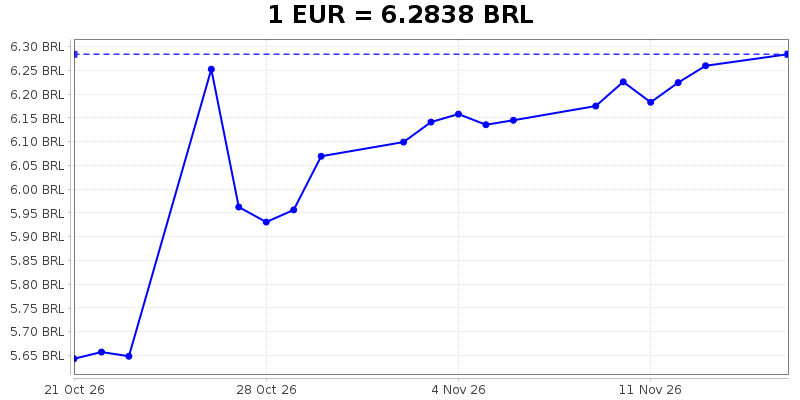 1 EUR = 6.2838 BRL
6.30 BRL
6.25 BRL
6.20 BRL
6.15 BRL
6.10 BRL
6.05 BRL
6.00 BRL
5.95 BRL
5.90 BRL
5.85 BRL
5.80 BRL
5.75 BRL
5.70 BRL
5.65 BRL
21 Oct 26
28 Oct 26
4 Nov 26
11 Nov 26